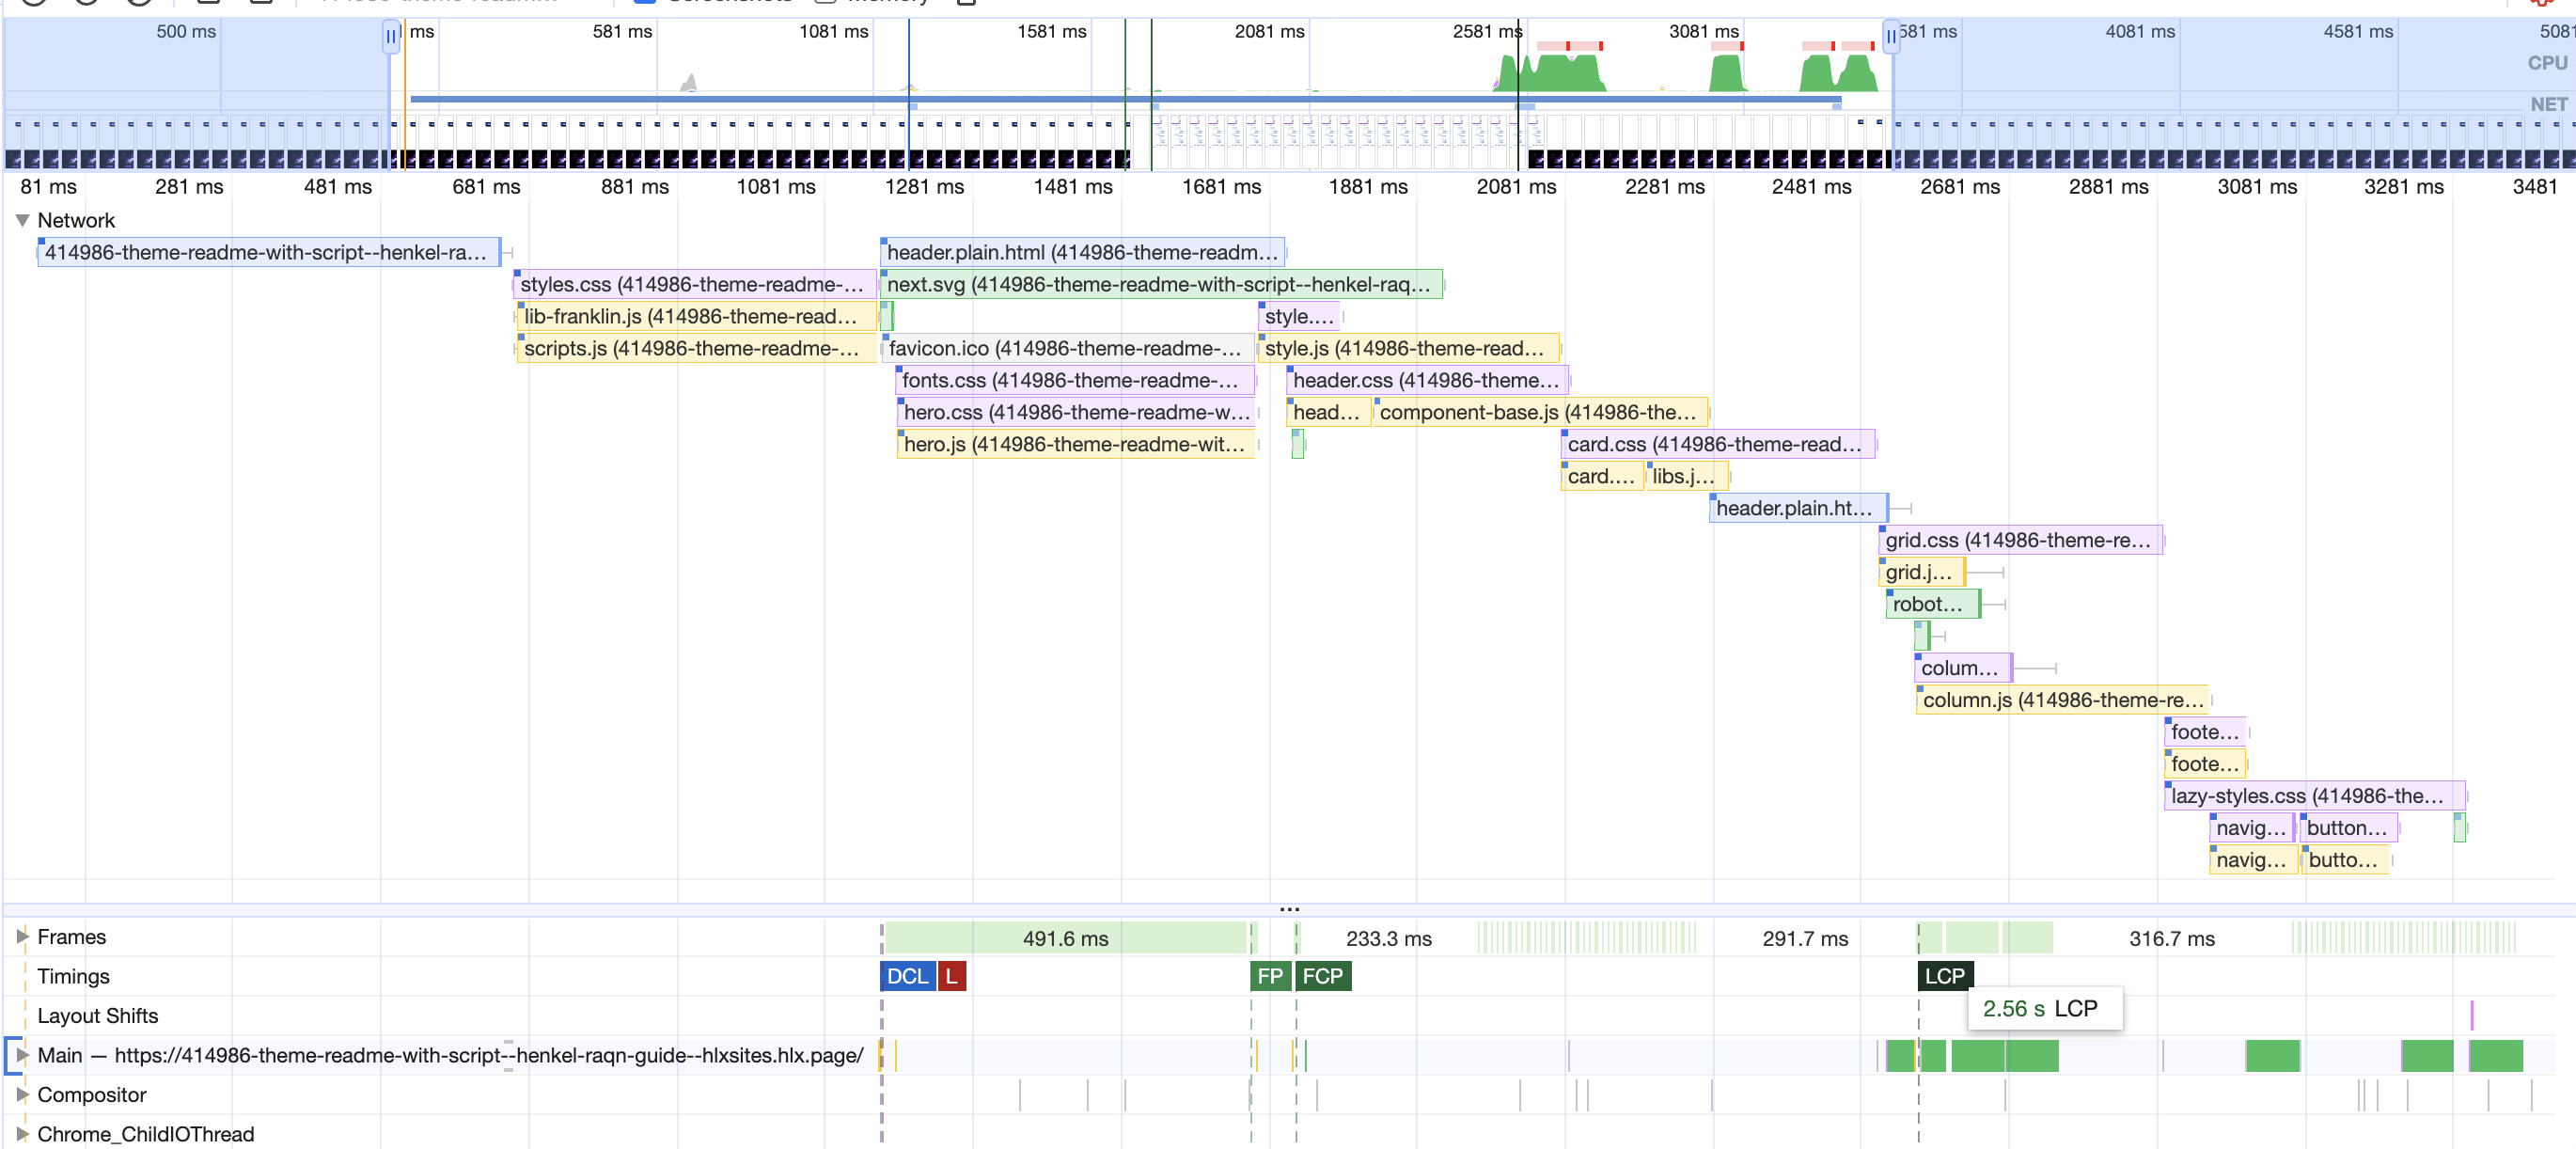 500 ms ms 581 ms 1081 ms 1581 ms 2081 ms 2581 ms 3081 ms 581 ms 4081 ms 4581 ms 5081
CPU
NET
81 ms 281 ms 481 ms 681 ms 881 ms 1081 ms 1281 ms 1481 ms 1681 ms 1881 ms 2081 ms 2281 ms 2481 ms 2681 ms 2881 ms 3081 ms 3281 ms 3481
Network
414986-theme-readme-with-script--henkel-ra… header.plain.html (414986-theme-readm…
styles.css (414986-theme-readme-… next.svg (414986-theme-readme-with-script--henkel-raq…
lib-franklin.js (414986-theme-read… style.…
scripts.js (414986-theme-readme-… favicon.ico (414986-theme-readme-… style.js (414986-theme-read…
fonts.css (414986-theme-readme-… header.css (414986-theme…
hero.css (414986-theme-readme-w… head… component-base.js (414986-the…
hero.js (414986-theme-readme-wit… card.css (414986-theme-read…
card.… libs.j…
header.plain.ht…
grid.css (414986-theme-re…
grid.j…
robot…
colum…
column.js (414986-theme-re…
foote…
foote…
lazy-styles.css (414986-the…
navig… button…
navig… butto…
…
Frames 491.6 ms 233.3 ms 291.7 ms 316.7 ms
Timings DCL L FP FCP LCP
2.56 s LCP
Layout Shifts
Main — https://414986-theme-readme-with-script--henkel-raqn-guide--hlxsites.hlx.page/
Compositor
Chrome_ChildIOThread